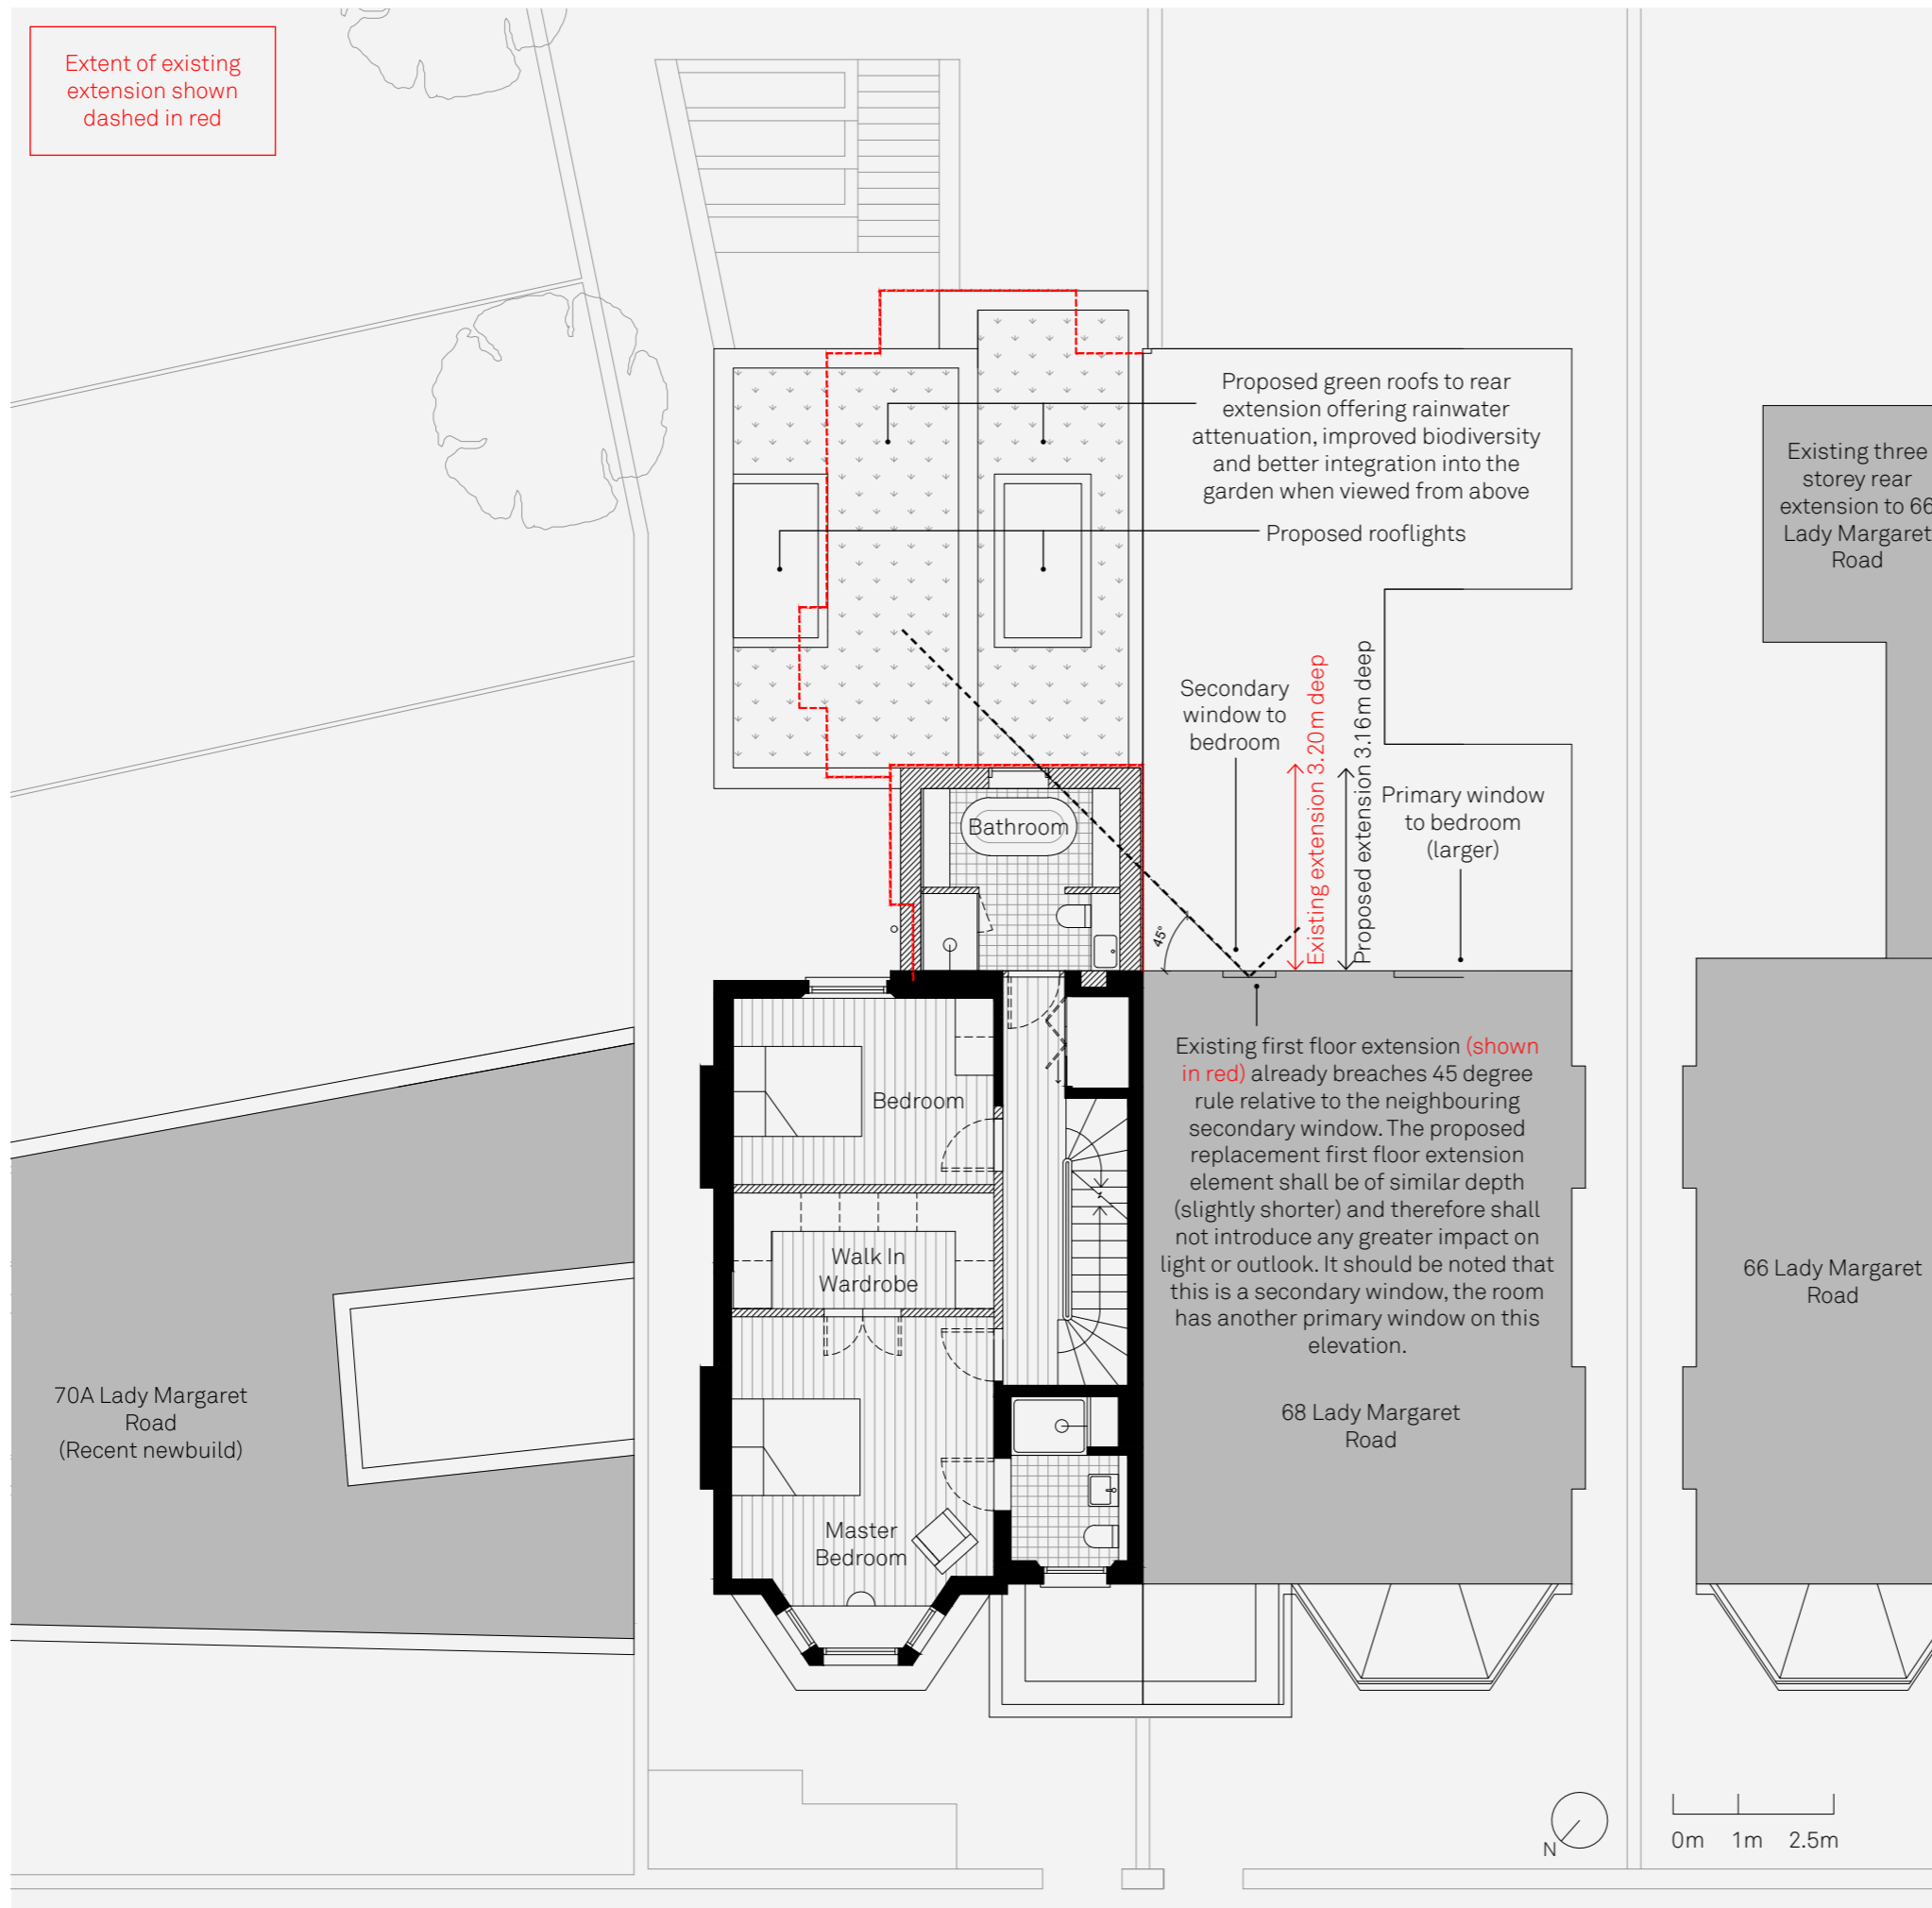 Extent of existing
extension shown
dashed in red
Proposed green roofs to rear
extension offering rainwater
attenuation, improved biodiversity
and better integration into the
garden when viewed from above
Proposed rooflights
Existing three
storey rear
extension to 66
Lady Margaret
Road
Secondary
window to
bedroom
Existing extension 3.20m deep
Proposed extension 3.16m deep
Primary window
to bedroom
(larger)
45°
Bathroom
Bedroom
Walk In
Wardrobe
Master
Bedroom
Existing first floor extension (shown
in red) already breaches 45 degree
rule relative to the neighbouring
secondary window. The proposed
replacement first floor extension
element shall be of similar depth
(slightly shorter) and therefore shall
not introduce any greater impact on
light or outlook. It should be noted that
this is a secondary window, the room
has another primary window on this
elevation.
68 Lady Margaret
Road
66 Lady Margaret
Road
70A Lady Margaret
Road
(Recent newbuild)
N
0m 1m 2.5m